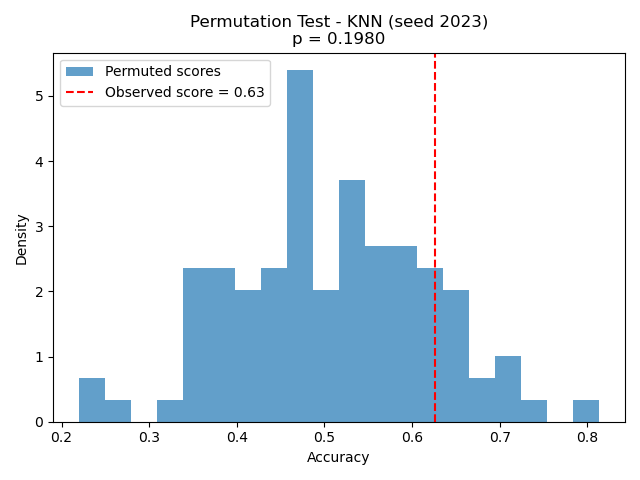 Permutation Test - KNN (seed 2023)
p = 0.1980
Permuted scores
Observed score = 0.63
Density
5
4
3
2
1
0
0.2 0.3 0.4 0.5 0.6 0.7 0.8
Accuracy